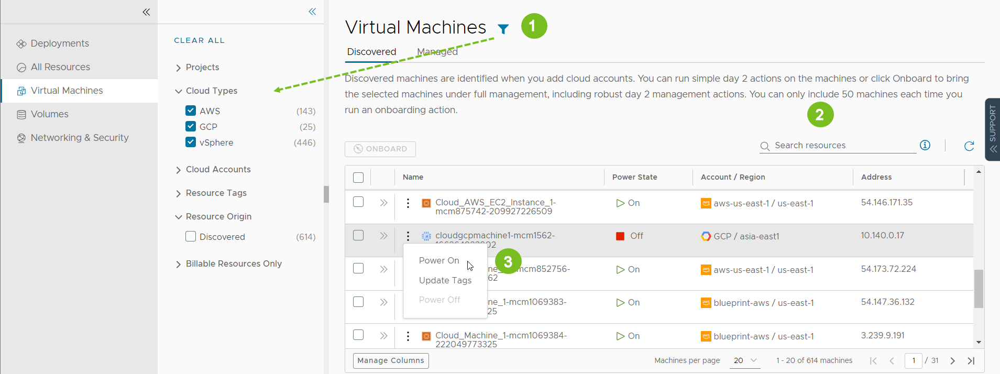 Deployments
All Resources
Virtual Machines
Volumes
Networking & Security
CLEAR ALL
Projects
Cloud Types
AWS (143)
GCP (25)
vSphere (446)
Cloud Accounts
Resource Tags
Resource Origin
Discovered (614)
Billable Resources Only
Virtual Machines 1
Discovered Managed
Discovered machines are identified when you add cloud accounts. You can run simple day 2 actions on the machines or click Onboard to bring
the selected machines under full management, including robust day 2 management actions. You can only include 50 machines each time you
run an onboarding action.
2
SUPPORT
ONBOARD
Search resources
Name Power State Account / Region Address
Cloud_AWS_EC2_Instance_1-
mcm875742-209927226509
On aws aws-us-east-1 / us-east-1 54.146.171.35
cloudgcpmachine1-mcm1562-
02
Off GCP / asia-east1 10.140.0.17
Power On
Update Tags
Power Off
3
ne_ mcm852756-
62
On aws aws-us-east-1 / us-east-1 54.173.72.224
ne_1-mcm1069383-
25
On aws blueprint-aws / us-east-1 54.147.36.132
Cloud_Machine_1-mcm1069384-
222049773325
On aws blueprint-aws / us-east-1 3.239.9.191
Manage Columns
Machines per page 20 1 - 20 of 614 machines 1 / 31